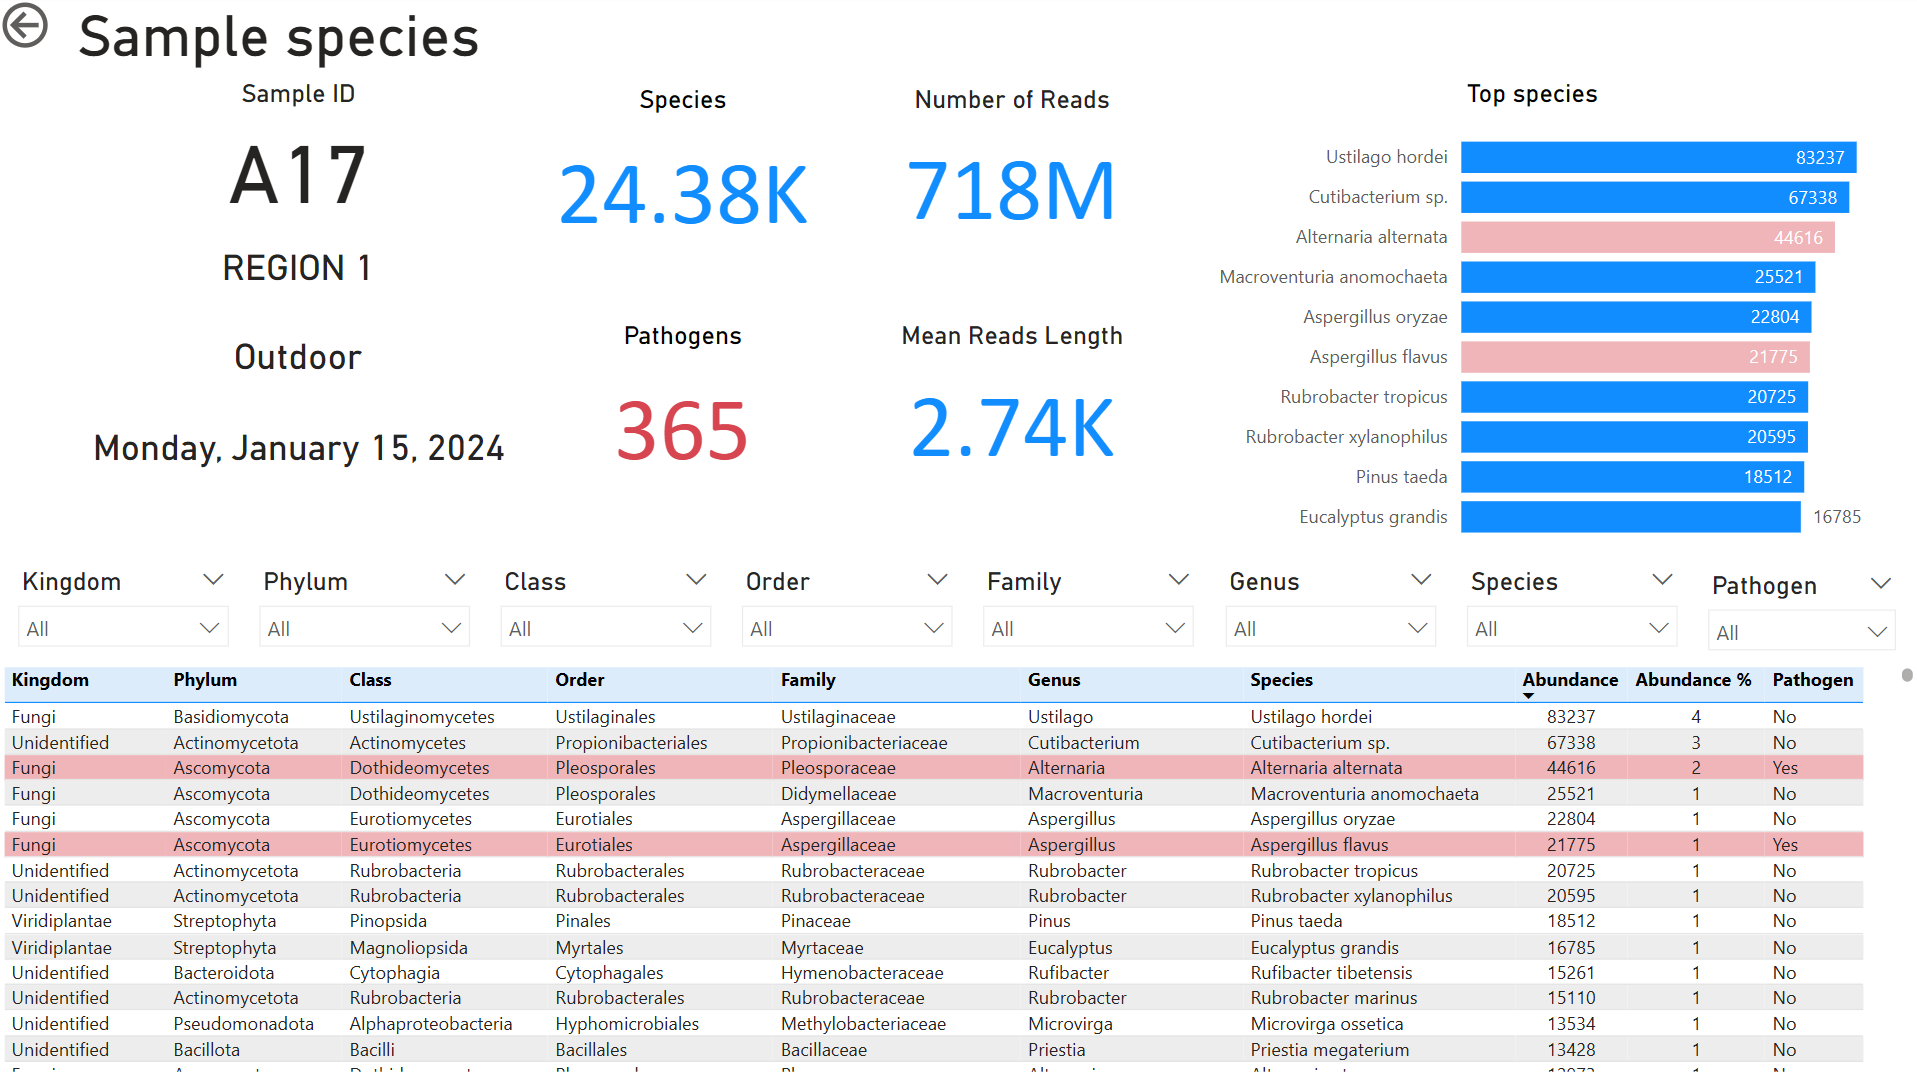 Sample species
Sample ID
A17
REGION 1
Outdoor
Monday, January 15, 2024
Species
24.38K
Number of Reads
718M
Pathogens
365
Mean Reads Length
2.74K
Top species
Ustilago hordei 83237
Cutibacterium sp. 67338
Alternaria alternata 44616
Macroventuria anomochaeta 25521
Aspergillus oryzae 22804
Aspergillus flavus 21775
Rubrobacter tropicus 20725
Rubrobacter xylanophilus 20595
Pinus taeda 18512
Eucalyptus grandis 16785
Kingdom Phylum Class Order Family Genus Species Pathogen
All All All All All All All All
Kingdom Phylum Class Order Family Genus Species Abundance Abundance % Pathogen
Fungi Basidiomycota Ustilaginomycetes Ustilaginales Ustilaginaceae Ustilago Ustilago hordei 83237 4 No
Unidentified Actinomycetota Actinomycetes Propionibacteriales Propionibacteriaceae Cutibacterium Cutibacterium sp. 67338 3 No
Fungi Ascomycota Dothideomycetes Pleosporales Pleosporaceae Alternaria Alternaria alternata 44616 2 Yes
Fungi Ascomycota Dothideomycetes Pleosporales Didymellaceae Macroventuria Macroventuria anomochaeta 25521 1 No
Fungi Ascomycota Eurotiomycetes Eurotiales Aspergillaceae Aspergillus Aspergillus oryzae 22804 1 No
Fungi Ascomycota Eurotiomycetes Eurotiales Aspergillaceae Aspergillus Aspergillus flavus 21775 1 Yes
Unidentified Actinomycetota Rubrobacteria Rubrobacterales Rubrobacteraceae Rubrobacter Rubrobacter tropicus 20725 1 No
Unidentified Actinomycetota Rubrobacteria Rubrobacterales Rubrobacteraceae Rubrobacter Rubrobacter xylanophilus 20595 1 No
Viridiplantae Streptophyta Pinopsida Pinales Pinaceae Pinus Pinus taeda 18512 1 No
Viridiplantae Streptophyta Magnoliopsida Myrtales Myrtaceae Eucalyptus Eucalyptus grandis 16785 1 No
Unidentified Bacteroidota Cytophagia Cytophagales Hymenobacteraceae Rufibacter Rufibacter tibetensis 15261 1 No
Unidentified Actinomycetota Rubrobacteria Rubrobacterales Rubrobacteraceae Rubrobacter Rubrobacter marinus 15110 1 No
Unidentified Pseudomonadota Alphaproteobacteria Hyphomicrobiales Methylobacteriaceae Microvirga Microvirga ossetica 13534 1 No
Unidentified Bacillota Bacilli Bacillales Bacillaceae Priestia Priestia megaterium 13428 1 No